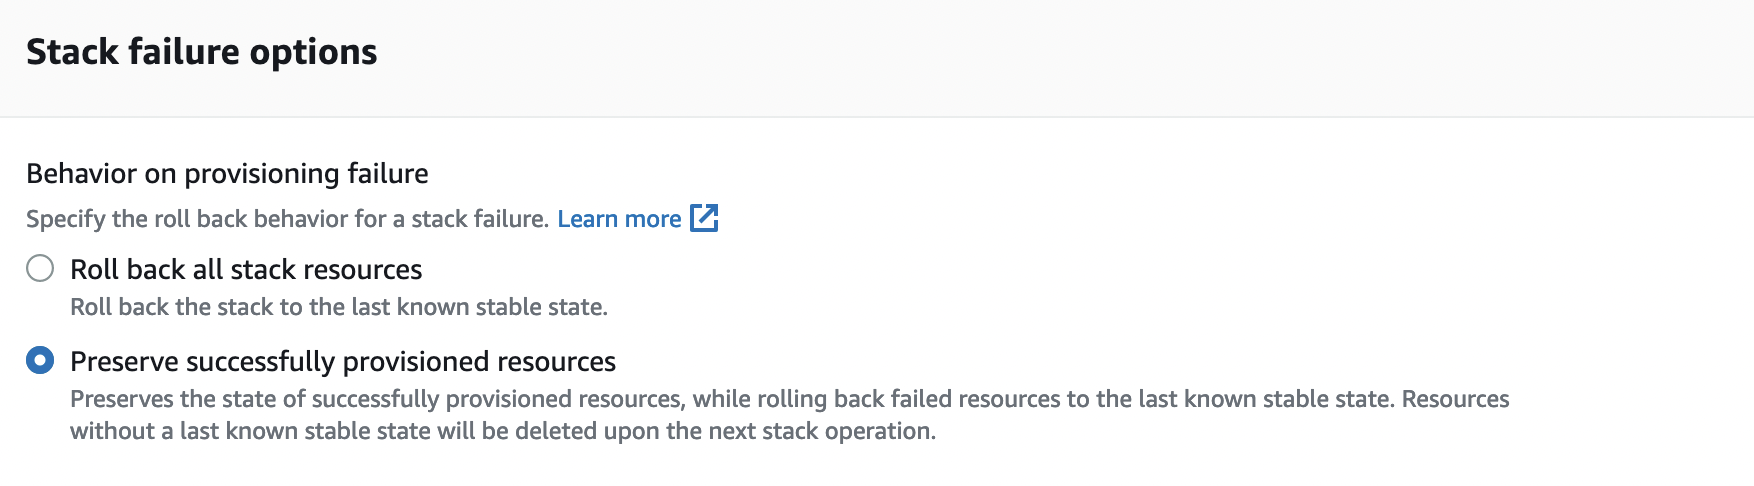 Stack failure options
Behavior on provisioning failure
Specify the roll back behavior for a stack failure. Learn more
Roll back all stack resources
Roll back the stack to the last known stable state.
Preserve successfully provisioned resources
Preserves the state of successfully provisioned resources, while rolling back failed resources to the last known stable state. Resources
without a last known stable state will be deleted upon the next stack operation.